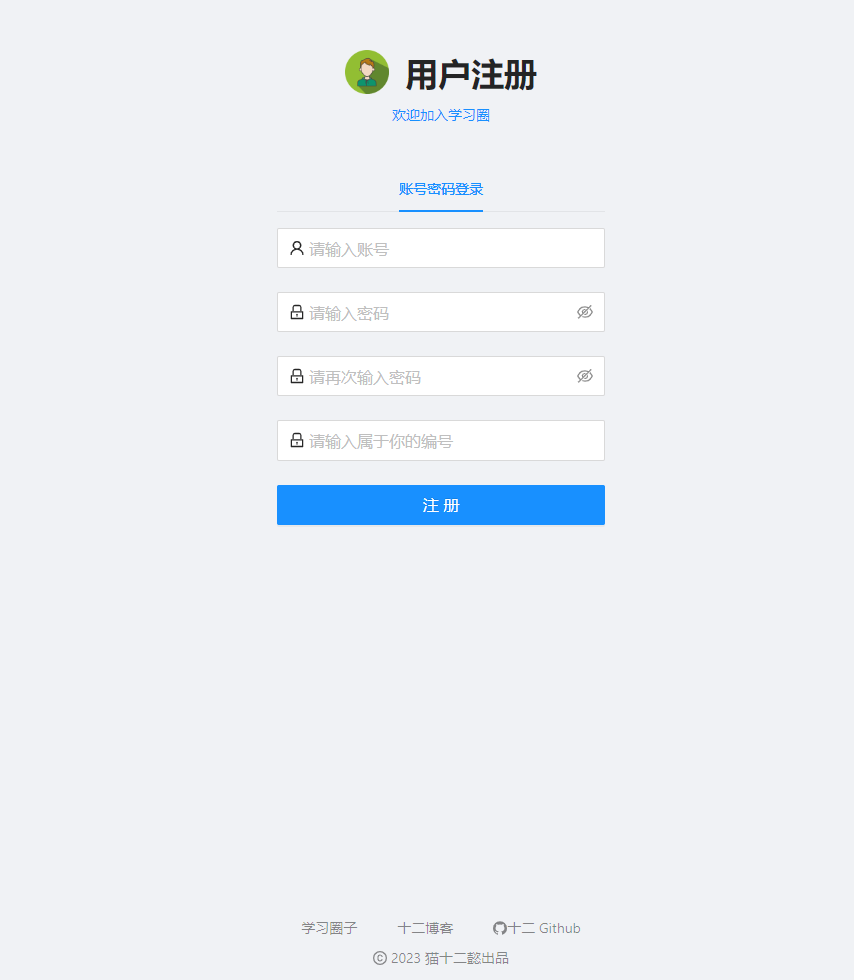 用户注册
欢迎加入学习圈
账号密码登录
请输入账号
请输入密码
请再次输入密码
请输入属于你的编号
注 册
学习圈子 十二博客 十二 Github
© 2023 猫十二懿出品